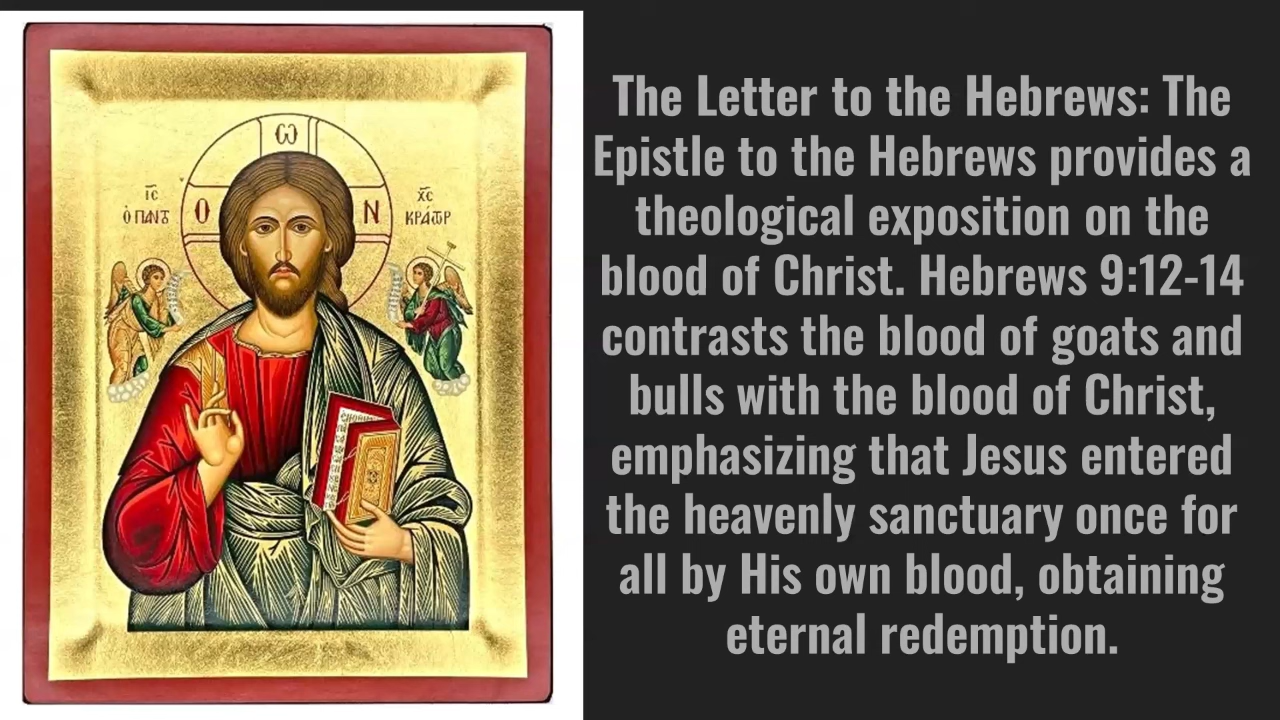 ω
Ο Ν
ῙC̄ X̄C̄
ὁ ΠΑΝΤ ΚΡΑΤΩΡ
The Letter to the Hebrews: The
Epistle to the Hebrews provides a
theological exposition on the
blood of Christ. Hebrews 9:12-14
contrasts the blood of goats and
bulls with the blood of Christ,
emphasizing that Jesus entered
the heavenly sanctuary once for
all by His own blood, obtaining
eternal redemption.